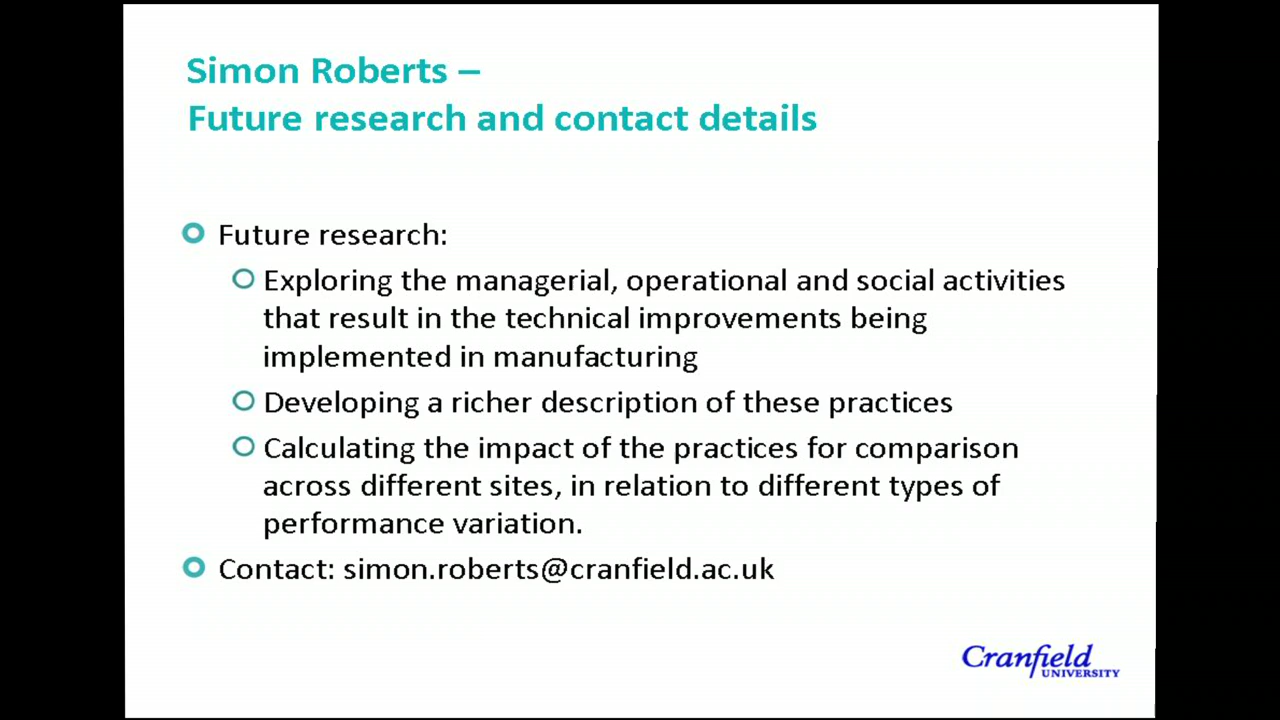 Simon Roberts –
Future research and contact details
Future research:
Exploring the managerial, operational and social activities
that result in the technical improvements being
implemented in manufacturing
Developing a richer description of these practices
Calculating the impact of the practices for comparison
across different sites, in relation to different types of
performance variation.
Contact: simon.roberts@cranfield.ac.uk
Cranfield
UNIVERSITY